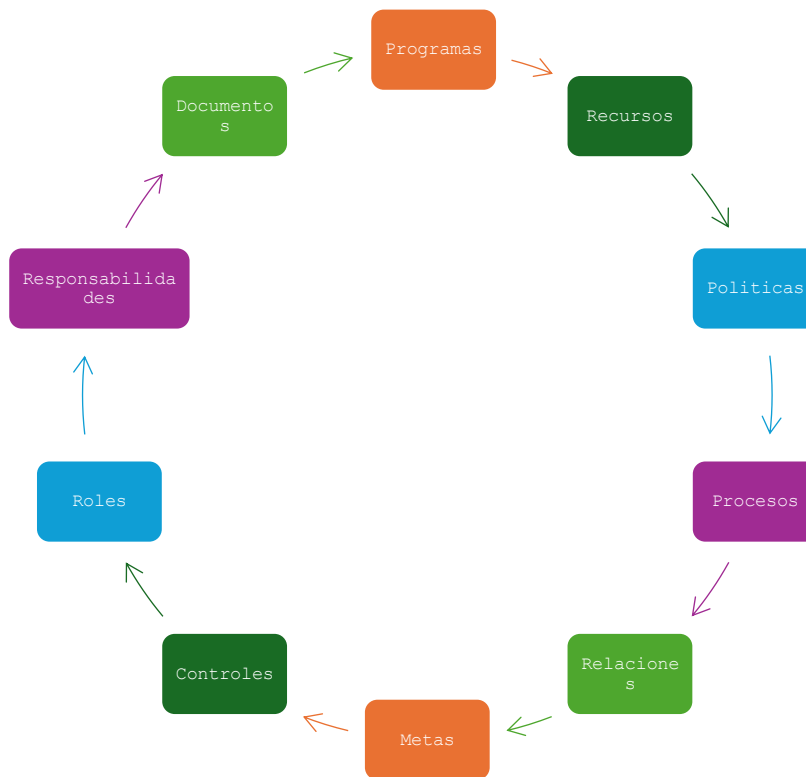 Programas
Documento
s
Recursos
Responsabilida
des
Politicas
Roles
Procesos
Controles
Relacione
s
Metas